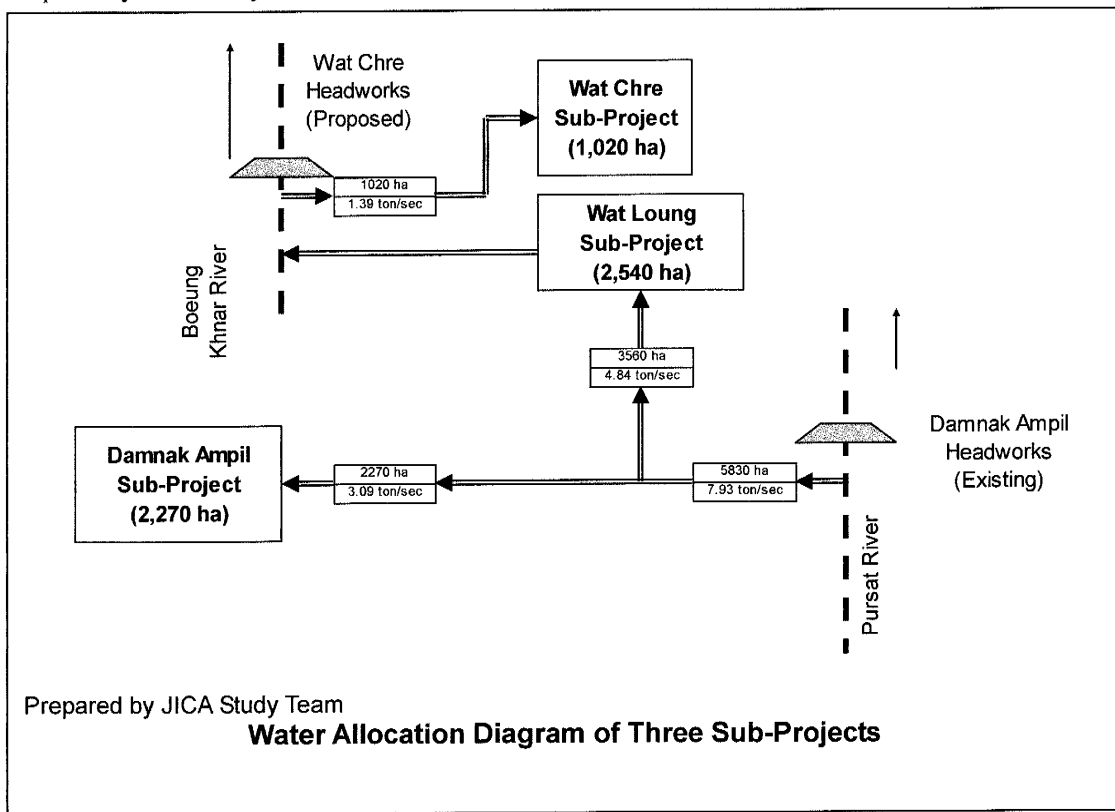 Wat Chre
Headworks
(Proposed)
Wat Chre
Sub-Project
(1,020 ha)
1020 ha
1.39 ton/sec
Wat Loung
Sub-Project
(2,540 ha)
Boeung
Khnar River
3560 ha
4.84 ton/sec
Damnak Ampil
Sub-Project
(2,270 ha)
2270 ha
3.09 ton/sec
5830 ha
7.93 ton/sec
Damnak Ampil
Headworks
(Existing)
Pursat River
Prepared by JICA Study Team
Water Allocation Diagram of Three Sub-Projects